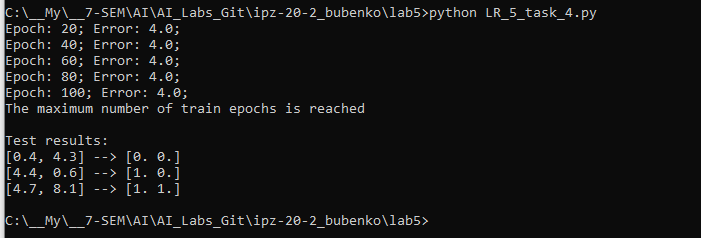 C:\__My\__7-SEM\AI\AI_Labs_Git\ipz-20-2_bubenko\lab5>python LR_5_task_4.py
Epoch: 20; Error: 4.0;
Epoch: 40; Error: 4.0;
Epoch: 60; Error: 4.0;
Epoch: 80; Error: 4.0;
Epoch: 100; Error: 4.0;
The maximum number of train epochs is reached

Test results:
[0.4, 4.3] --> [0. 0.]
[4.4, 0.6] --> [1. 0.]
[4.7, 8.1] --> [1. 1.]

C:\__My\__7-SEM\AI\AI_Labs_Git\ipz-20-2_bubenko\lab5>